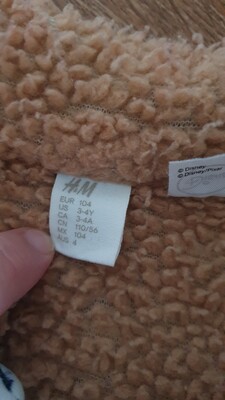 H&M
EUR 104
US 3-4Y
CA 3-4A
CN 110/56
MX 104
AUS 4
© Disney
© Disney/Pixar